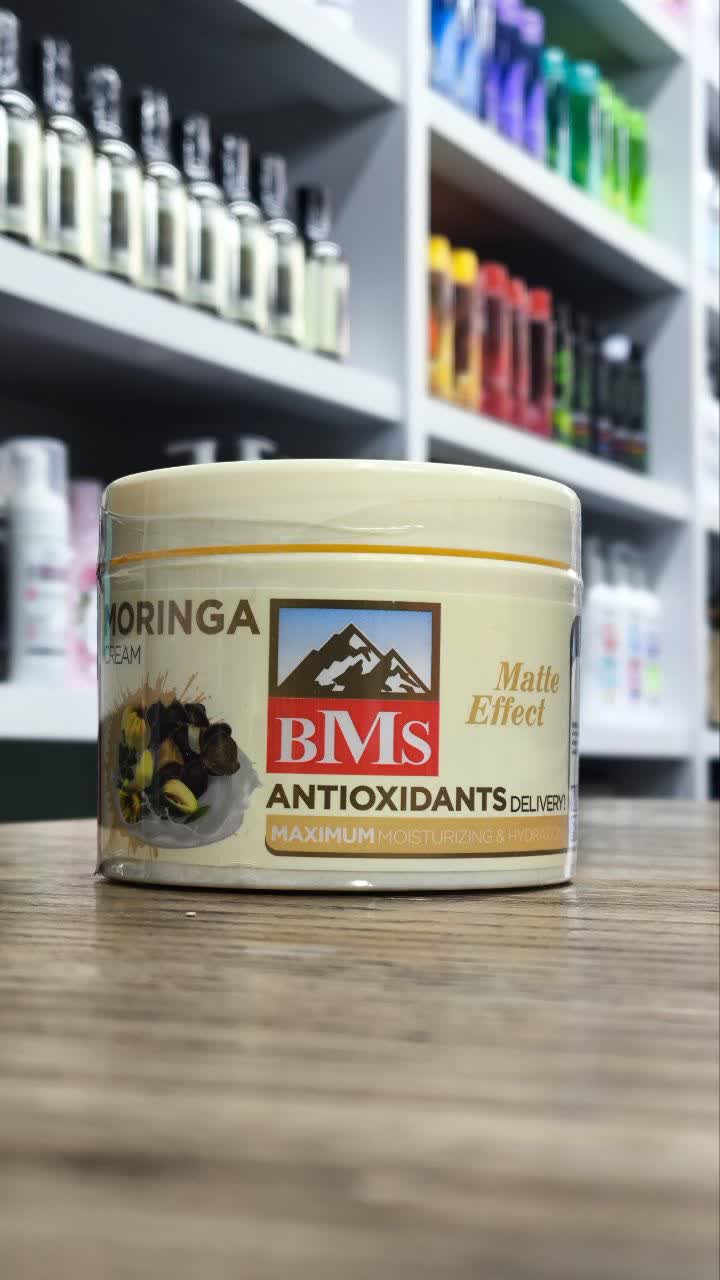 MORINGA
CREAM
BMS
Matte
Effect
ANTIOXIDANTS DELIVERY!
MAXIMUM MOISTURIZING & HYDRATION